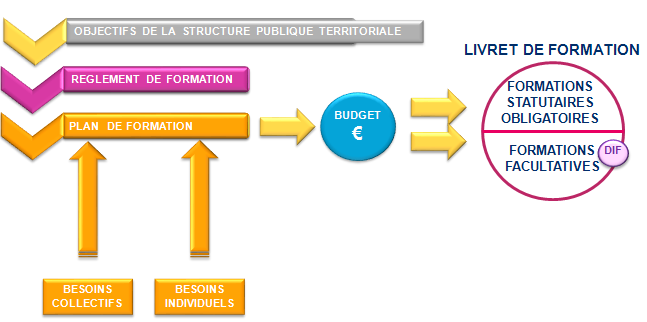 OBJECTIFS DE LA STRUCTURE PUBLIQUE TERRITORIALE
LIVRET DE FORMATION
REGLEMENT DE FORMATION
PLAN DE FORMATION
BUDGET
€
FORMATIONS
STATUTAIRES
OBLIGATOIRES
FORMATIONS
FACULTATIVES
DIF
BESOINS
COLLECTIFS
BESOINS
INDIVIDUELS